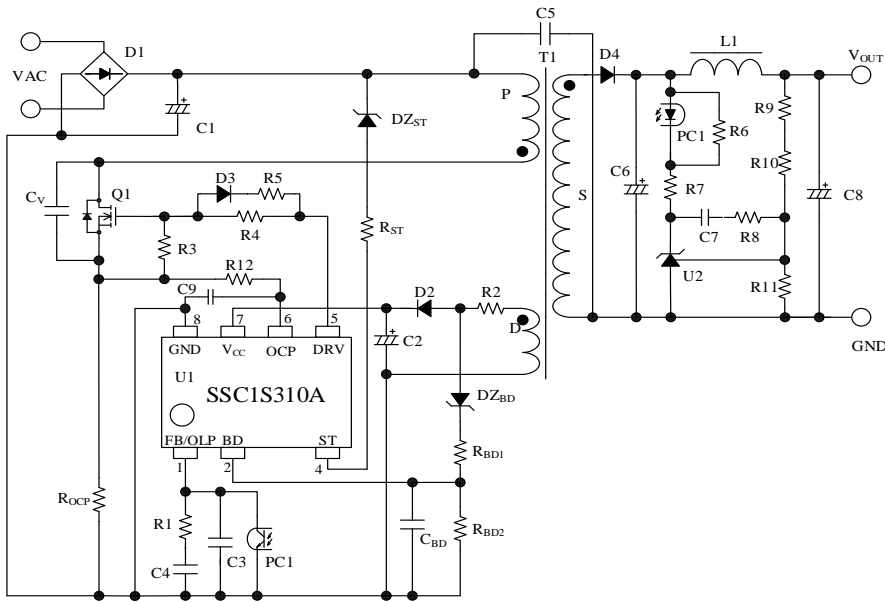 C5
D1
T1
D4
L1
VOUT
VAC
P
DZST
C1
PC1
R6
R9
R10
CV
Q1
D3
R5
R4
RST
C6
R7
C8
S
R3
C7
R8
R12
U2
C9
D2
R2
R11
8
7
6
5
C2
D
GND
GND
VCC
OCP
DRV
U1
SSC1S310A
DZBD
FB/OLP
BD
ST
RBD1
1
2
4
ROCP
R1
C3
PC1
CBD
RBD2
C4
+
+
+
+